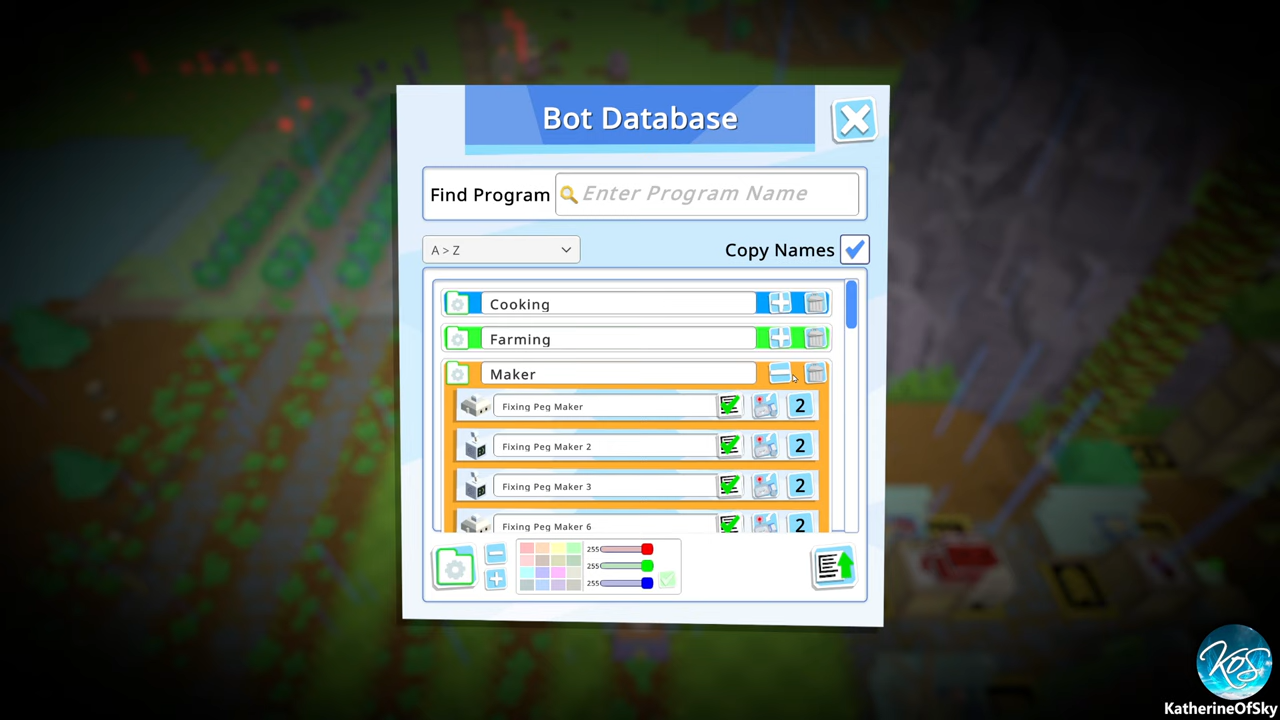 Bot Database
Find Program
Enter Program Name
A > Z
Copy Names
Cooking
Farming
Maker
Fixing Peg Maker
2
Fixing Peg Maker 2
2
Fixing Peg Maker 3
2
Fixing Peg Maker 6
2
255
255
255
KOS
KatherineOfSky